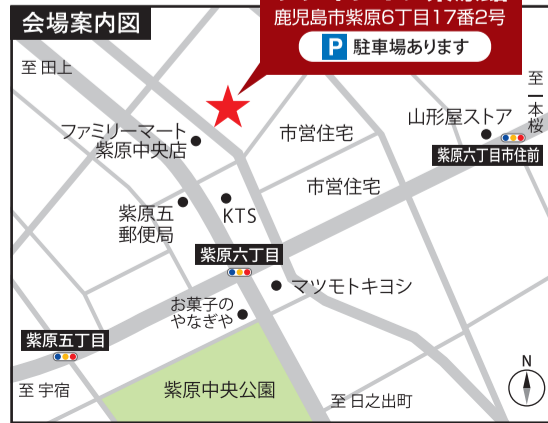 会場案内図
鹿児島市紫原6丁目17番2号
P 駐車場あります
至 田上
至 一本桜
山形屋ストア
ファミリーマート
紫原中央店
市営住宅
紫原六丁目市住前
市営住宅
紫原五
郵便局
KTS
紫原六丁目
マツモトキヨシ
お菓子の
やなぎや
紫原五丁目
N
至 宇宿
紫原中央公園
至 日之出町